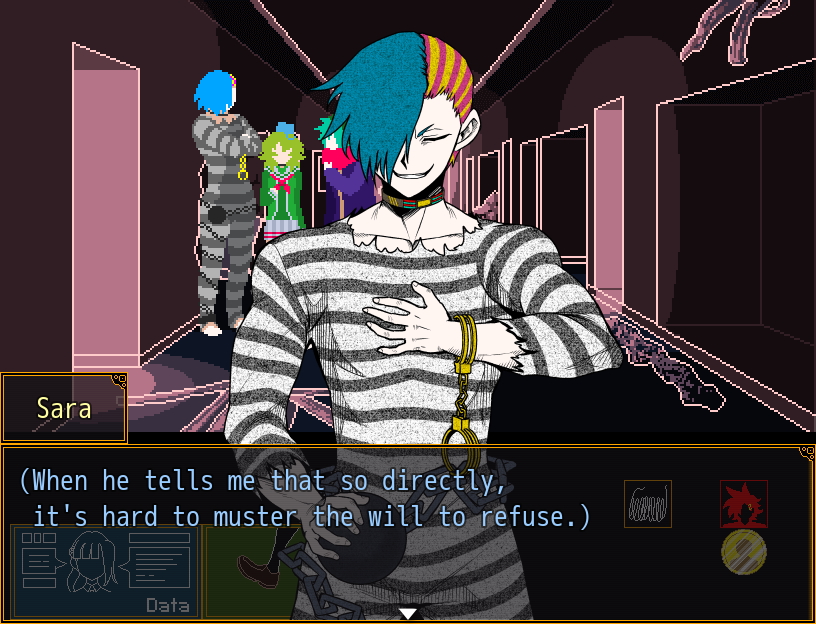 Sara
(When he tells me that so directly,
it's hard to muster the will to refuse.)
Data